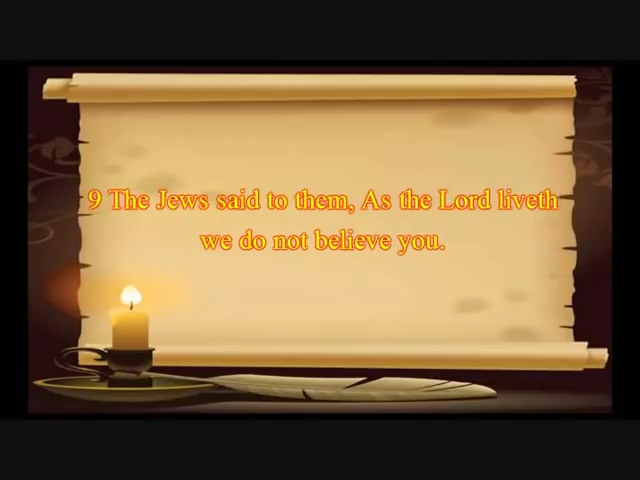 9 The Jews said to them, As the Lord liveth
we do not believe you.